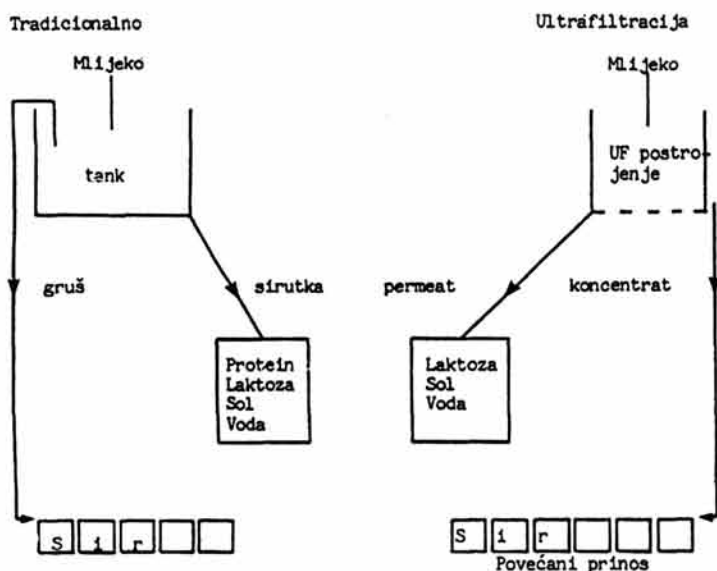 Tradicionalno
Ultrafiltracija
Mlijeko
Mlijeko
tank
UF postro-
jenje
gruš
sirutka
permeat
koncentrat
Protein
Laktoza
Sol
Voda
Laktoza
Sol
Voda
S i r
S i r
Povećani prinos